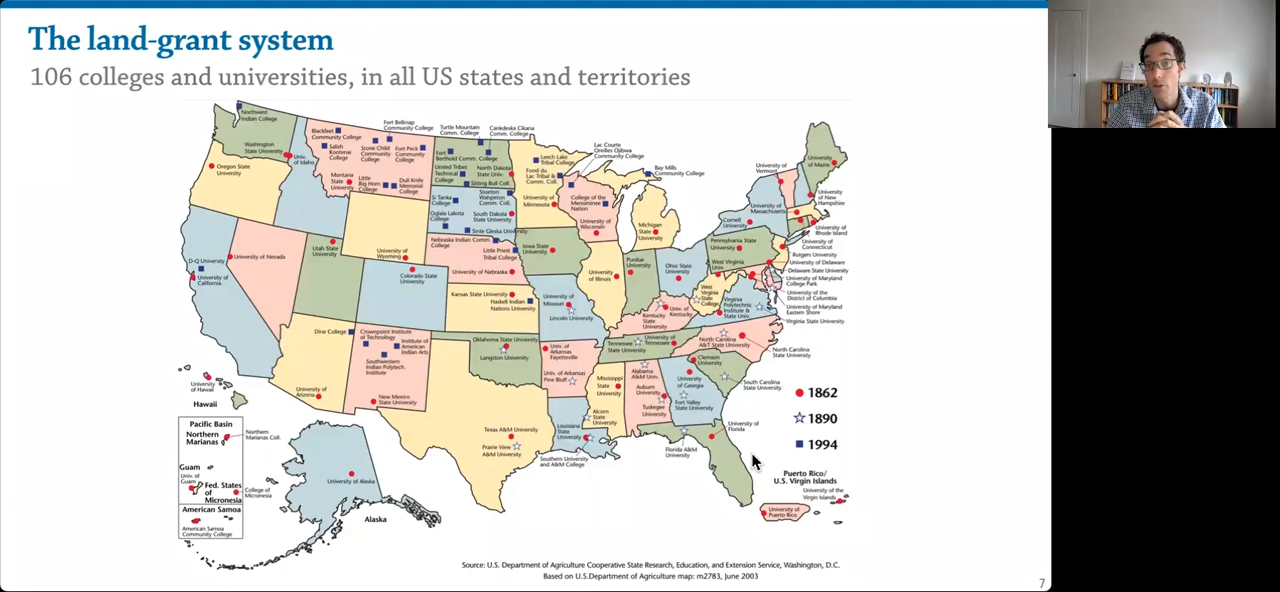 The land-grant system
106 colleges and universities, in all US states and territories
Northwest
Indian College
Washington
State University
Univ.
of Idaho
Oregon State
University
Blackfeet
Community College
Salish
Kootenai
College
Stone Child
Community
College
Fort Belknap
Community College
Fort Peck
Community
College
Montana
State
University
Little
Big Horn
College
Dull Knife
Memorial
College
Turtle Mountain
Comm. College
Cankdeska Cikana
Comm. College
Fort
Berthold Comm.
College
United Tribes
Technical
College
North Dakota
State Univ.
Sitting Bull Coll.
Si Tanka
College
Sisseton
Wahpeton
Comm. Coll.
Oglala Lakota
College
South Dakota
State University
Sinte Gleska University
Leech Lake
Tribal College
Fond du
Lac Tribal &
Comm. Coll.
University of
Minnesota
Lac Courte
Oreilles Ojibwa
Community College
College of the
Menominee
Nation
University of
Wisconsin
Bay Mills
Community College
Michigan
State
University
University of
Vermont
University
of Maine
University
of New
Hampshire
University of
Massachusetts
Cornell
University
University of
Rhode Island
University of
Connecticut
Rutgers University
University of Delaware
Delaware State University
University of Maryland
College Park
University of the
District of Columbia
University of Maryland
Eastern Shore
Virginia State University
Pennsylvania State
University
West Virginia
Univ.
West
Virginia
State
College
Virginia
Polytechnic
Institute &
State Univ.
Ohio State
University
Purdue
University
University
of Illinois
Iowa State
University
Nebraska Indian Comm.
College
Little Priest
Tribal College
University of Nebraska
University of
Wyoming
Utah State
University
University of Nevada
D-Q University
University of
California
Colorado State
University
Kansas State University
Haskell Indian
Nations University
University of
Missouri
Lincoln University
Kentucky
State
University
Univ. of
Kentucky
Tennessee
State University
University of
Tennessee
North Carolina
A&T State University
North Carolina
State University
Clemson
University
South Carolina
State University
University
of Georgia
Fort Valley
State University
Alabama
A&M Univ.
Auburn
University
Tuskegee
University
Mississippi
State
University
Alcorn
State
University
Univ. of
Arkansas
Fayetteville
Univ. of Arkansas
Pine Bluff
Oklahoma State
University
Langston University
Dine College
Crownpoint Institute
of Technology
Institute of
American
Indian Arts
Southwestern
Indian Polytech.
Institute
University of
Arizona
New Mexico
State University
Texas A&M University
Prairie View
A&M University
Louisiana
State
University
Southern University
and A&M College
Florida A&M
University
University of
Florida
1862
1890
1994
University
of Hawaii
Hawaii
Pacific Basin
Northern
Marianas
Northern
Marianas Coll.
Guam
Univ. of
Guam
Fed. States
of
Micronesia
College of
Micronesia
American Samoa
American Samoa
Community College
University of Alaska
Alaska
Puerto Rico/
U.S. Virgin Islands
University of the
Virgin Islands
University of
Puerto Rico
Source: U.S. Department of Agriculture Cooperative State Research, Education, and Extension Service, Washington, D.C.
Based on U.S.Department of Agriculture map: m2783, June 2003
7